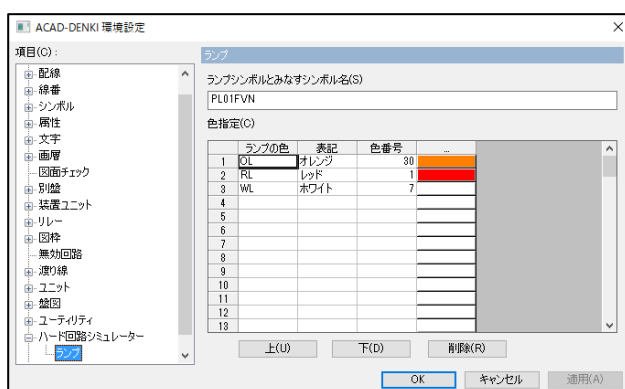 ACAD-DENKI 環境設定
項目(C) :
配線
線番
シンボル
属性
文字
画層
図面チェック
別盤
装置ユニット
リレー
図枠
無効回路
渡り線
ユニット
盤図
ユーティリティ
ハード回路シミュレーター
ランプ
ランプ
ランプシンボルとみなすシンボル名(S)
PL01FVN
色指定(C)
ランプの色 表記 色番号 ...
1 OL オレンジ 30
2 RL レッド 1
3 WL ホワイト 7
4
5
6
7
8
9
10
11
12
13
上(U) 下(D) 削除(R)
OK キャンセル 適用(A)